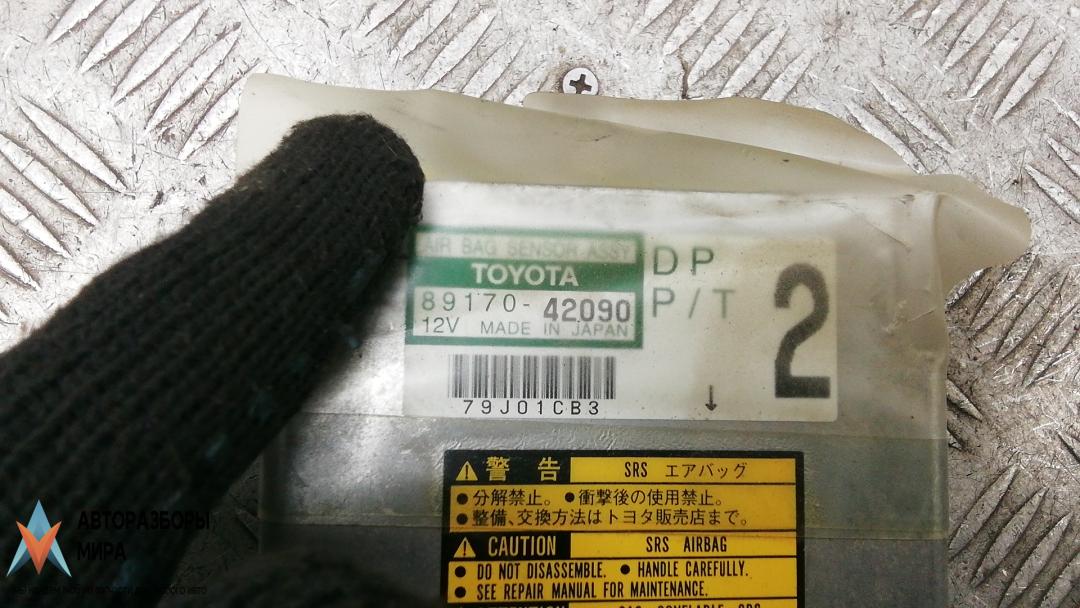 AIR BAG SENSOR ASSY
TOYOTA
89170-42090
12V MADE IN JAPAN
DP
P/T
2
↓
79J01CB3
警告 SRS エアバッグ
●分解禁止。●衝撃後の使用禁止。
●整備、交換方法はトヨタ販売店まで。
CAUTION SRS AIRBAG
● DO NOT DISASSEMBLE. ● HANDLE CAREFULLY.
● SEE REPAIR MANUAL FOR MAINTENANCE.
АВТОРАЗБОРЫ
МИРА